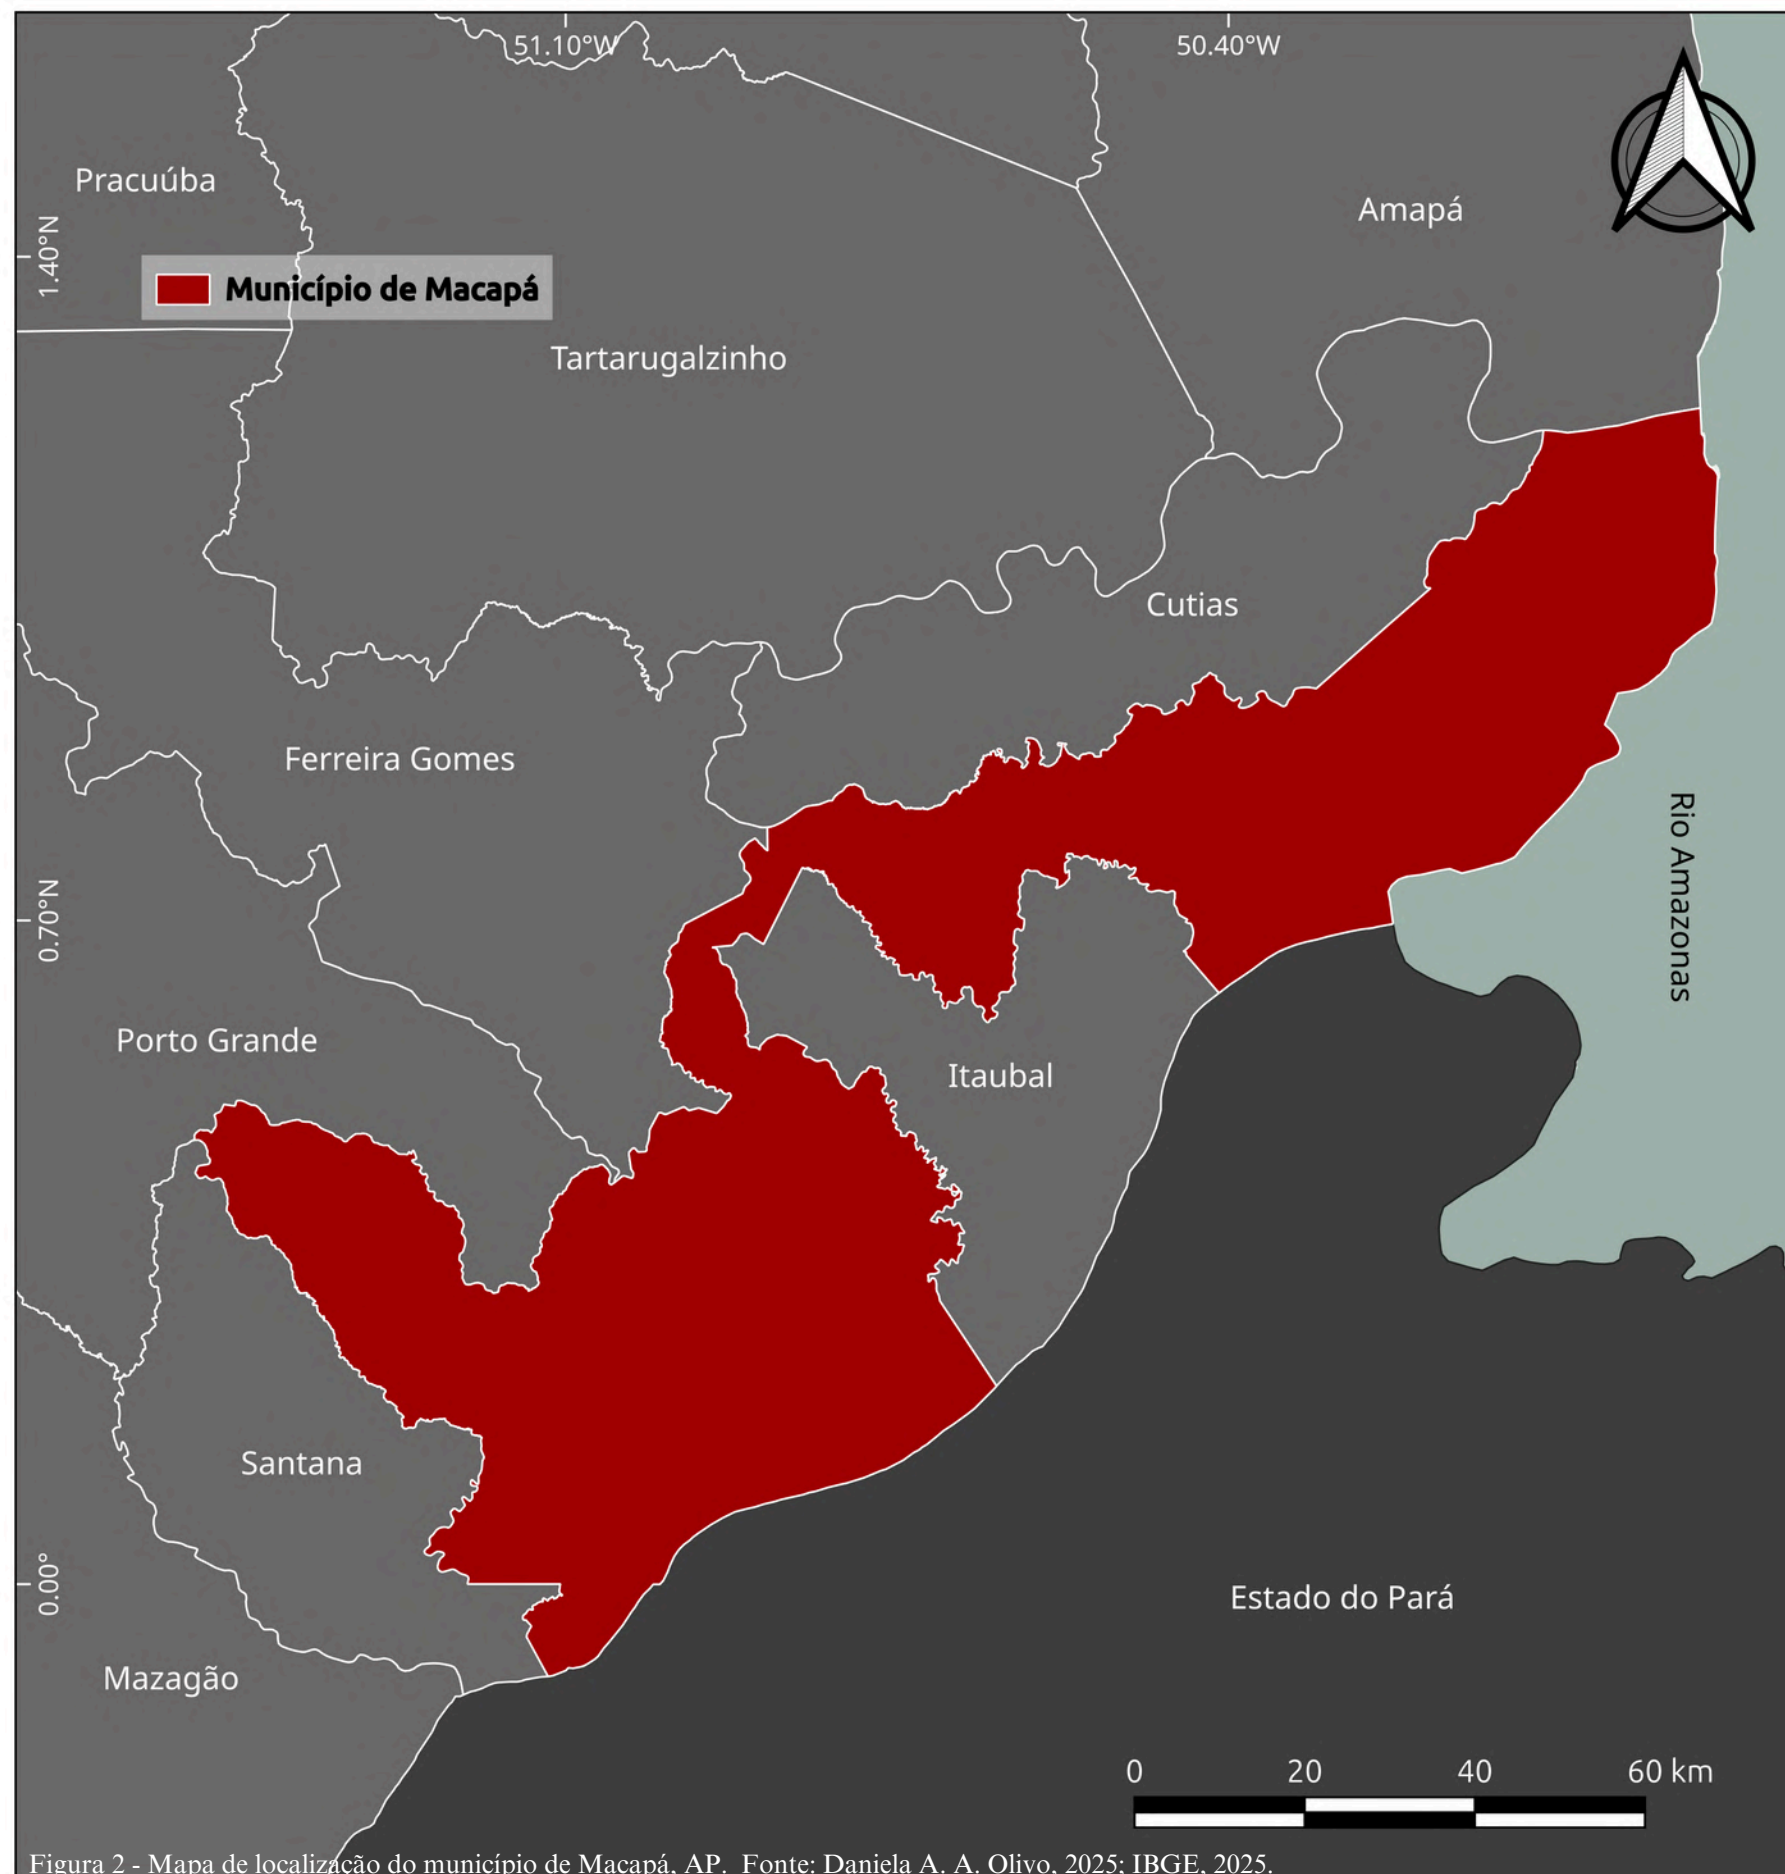 51.10°W
50.40°W
Pracuúba
Amapá
1.40°N
Município de Macapá
Tartarugalzinho
Cutias
Ferreira Gomes
Rio Amazonas
0.70°N
Porto Grande
Itaubal
Santana
0.00°
Estado do Pará
Mazagão
0 20 40 60 km
Figura 2 - Mapa de localização do município de Macapá, AP. Fonte: Daniela A. A. Olivo, 2025; IBGE, 2025.